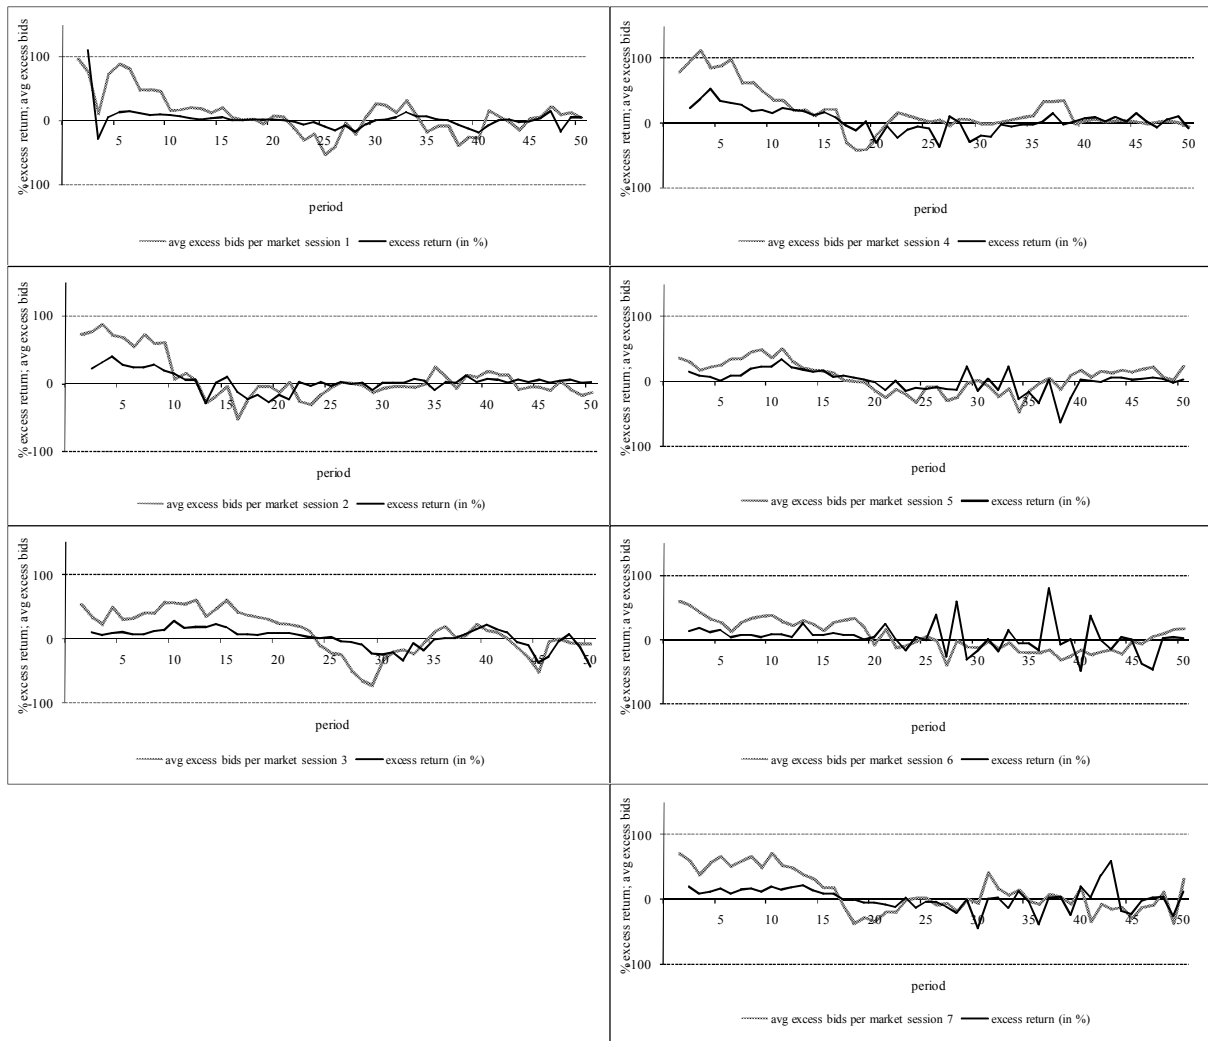 % excess return; avg excess bids
100
0
-100
5 10 15 20 25 30 35 40 45 50
period
avg excess bids per market session 1 excess return (in %)
% excess return; avg excess bids
100
0
-100
5 10 15 20 25 30 35 40 45 50
period
avg excess bids per market session 4 excess return (in %)
% excess return; avg excess bids
100
0
-100
5 10 15 20 25 30 35 40 45 50
period
avg excess bids per market session 2 excess return (in %)
% excess return; avg excess bids
100
0
-100
5 10 15 20 25 30 35 40 45 50
period
avg excess bids per market session 5 excess return (in %)
% excess return; avg excess bids
100
0
-100
5 10 15 20 25 30 35 40 45 50
period
avg excess bids per market session 3 excess return (in %)
% excess return; avg excess bids
100
0
-100
5 10 15 20 25 30 35 40 45 50
period
avg excess bids per market session 6 excess return (in %)
% excess return; avg excess bids
100
0
-100
5 10 15 20 25 30 35 40 45 50
period
avg excess bids per market session 7 excess return (in %)